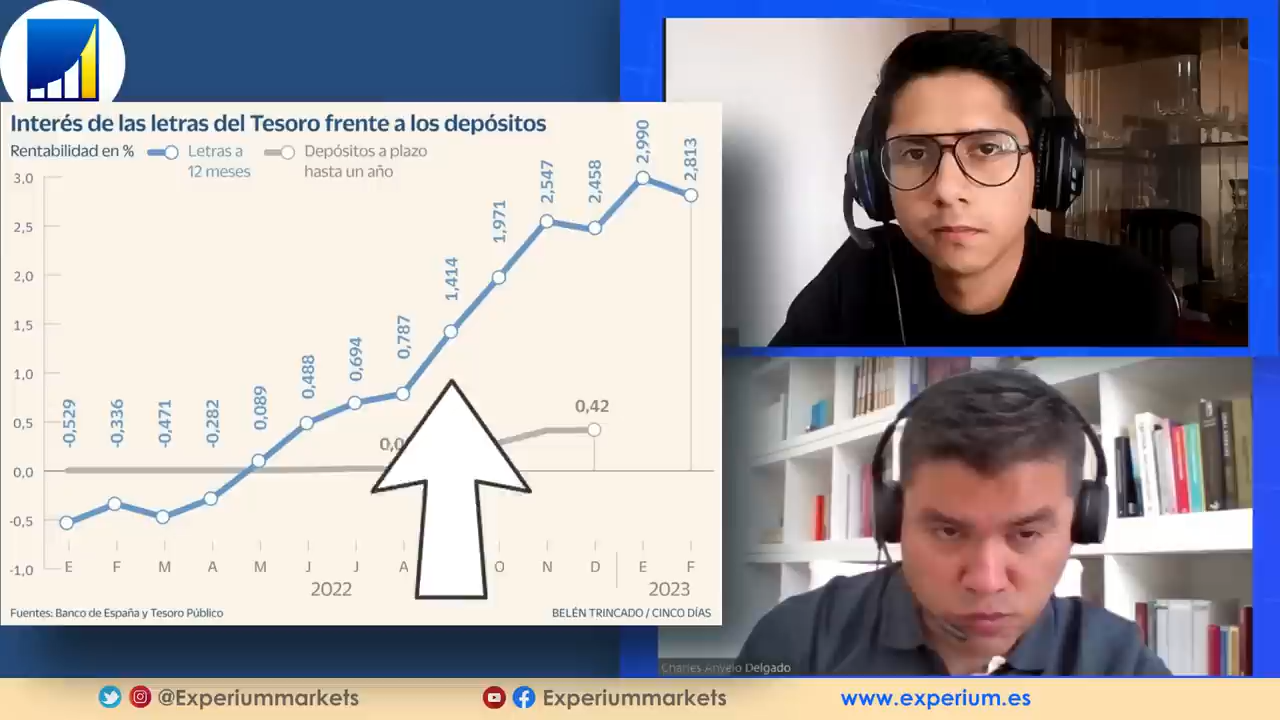 Interés de las letras del Tesoro frente a los depósitos
Rentabilidad en %
Letras a
12 meses
Depósitos a plazo
hasta un año
3,0
2,5
2,0
1,5
1,0
0,5
0,0
-0,5
-1,0
-0,529
-0,336
-0,471
-0,282
0,089
0,488
0,694
0,787
1,414
1,971
2,547
2,458
2,990
2,813
0,42
E F M A M J J A O N D E F
2022 2023
Fuentes: Banco de España y Tesoro Público
BELÉN TRINCADO / CINCO DÍAS
Charles Anvelo Delgado
@Experiummarkets
Experiummarkets
www.experium.es